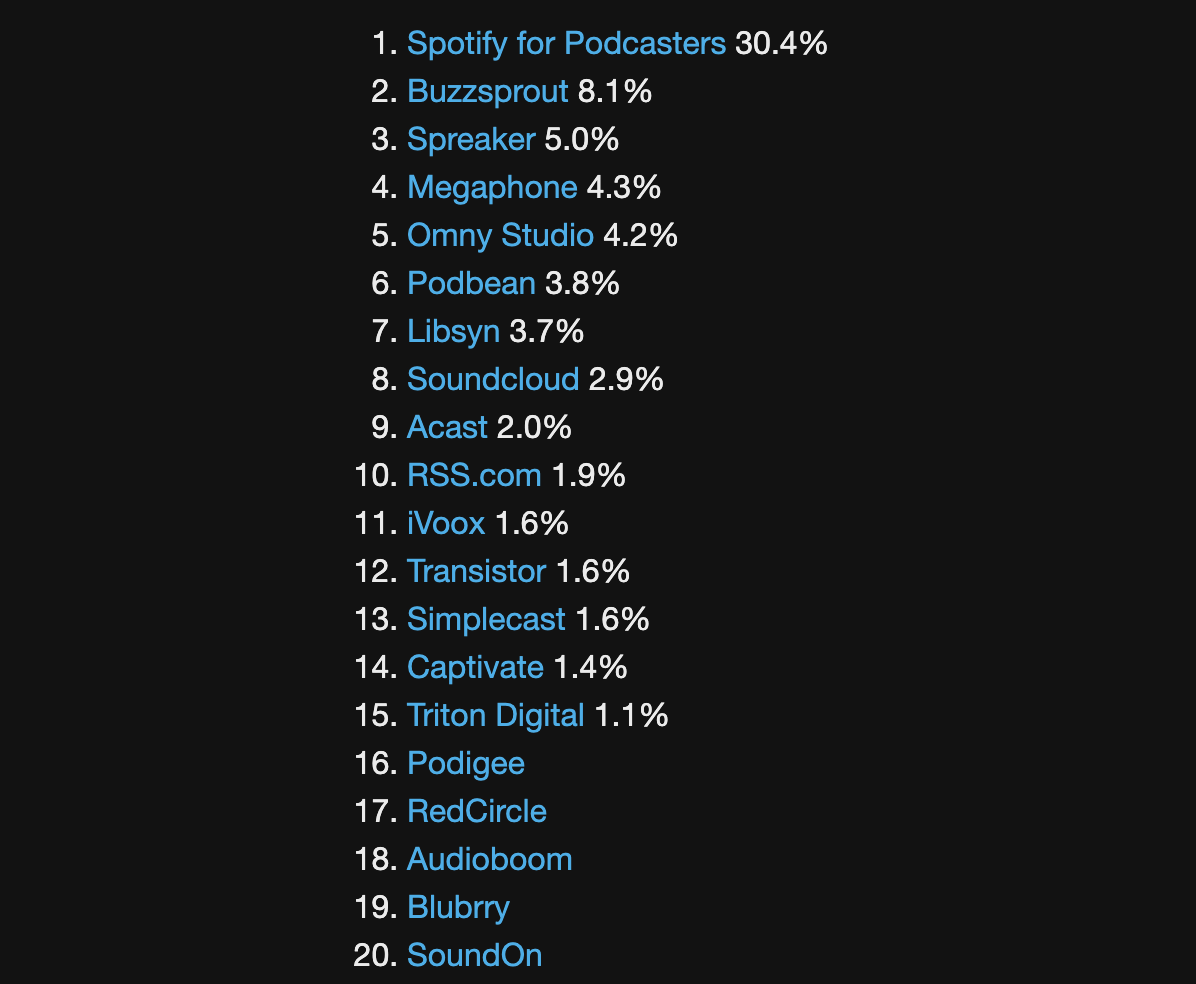 1. Spotify for Podcasters 30.4%
2. Buzzsprout 8.1%
3. Spreaker 5.0%
4. Megaphone 4.3%
5. Omny Studio 4.2%
6. Podbean 3.8%
7. Libsyn 3.7%
8. Soundcloud 2.9%
9. Acast 2.0%
10. RSS.com 1.9%
11. iVoox 1.6%
12. Transistor 1.6%
13. Simplecast 1.6%
14. Captivate 1.4%
15. Triton Digital 1.1%
16. Podigee
17. RedCircle
18. Audioboom
19. Blubrry
20. SoundOn